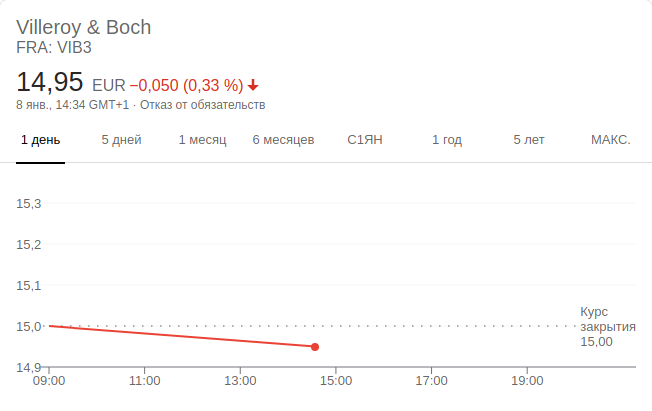 Villeroy & Boch
FRA: VIB3
14,95 EUR −0,050 (0,33 %)
8 янв., 14:34 GMT+1 · Отказ от обязательств
1 день 5 дней 1 месяц 6 месяцев С1ЯН 1 год 5 лет МАКС.
15,3
15,2
15,1
15,0
14,9
Курс
закрытия
15,00
09:00 11:00 13:00 15:00 17:00 19:00